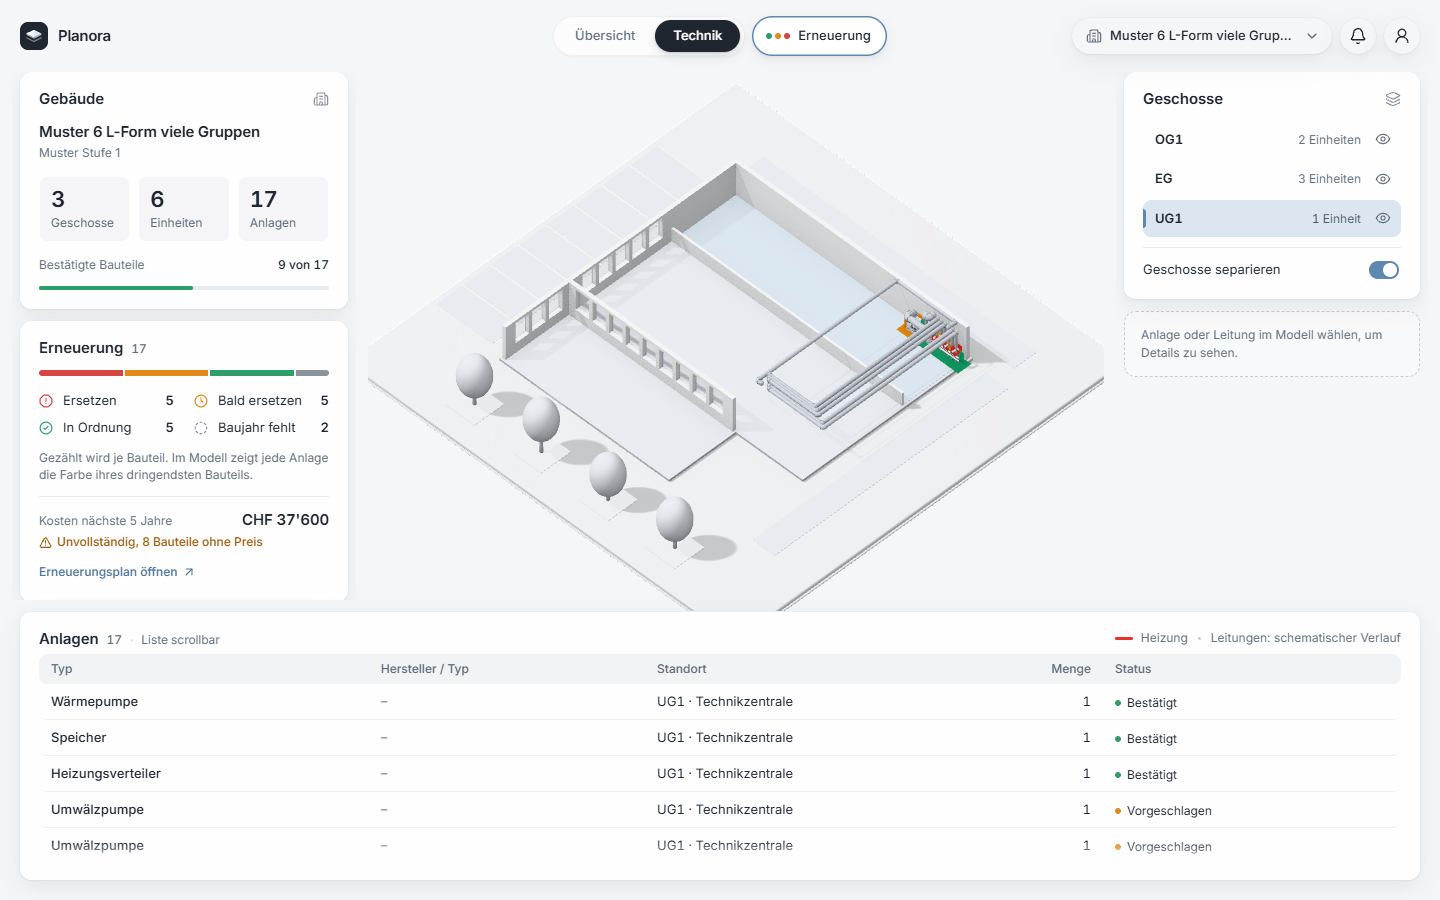 Planora
Übersicht
Technik
Erneuerung
Muster 6 L-Form viele Grup...
Gebäude
Muster 6 L-Form viele Gruppen
Muster Stufe 1
3
Geschosse
6
Einheiten
17
Anlagen
Bestätigte Bauteile
9 von 17
Erneuerung 17
Ersetzen 5
Bald ersetzen 5
In Ordnung 5
Baujahr fehlt 2
Gezählt wird je Bauteil. Im Modell zeigt jede Anlage
die Farbe ihres dringendsten Bauteils.
Kosten nächste 5 Jahre CHF 37'600
Unvollständig, 8 Bauteile ohne Preis
Erneuerungsplan öffnen
Geschosse
OG1 2 Einheiten
EG 3 Einheiten
UG1 1 Einheit
Geschosse separieren
Anlage oder Leitung im Modell wählen, um
Details zu sehen.
Anlagen 17 · Liste scrollbar
Heizung · Leitungen: schematischer Verlauf
Typ Hersteller / Typ Standort Menge Status
Wärmepumpe – UG1 · Technikzentrale 1 Bestätigt
Speicher – UG1 · Technikzentrale 1 Bestätigt
Heizungsverteiler – UG1 · Technikzentrale 1 Bestätigt
Umwälzpumpe – UG1 · Technikzentrale 1 Vorgeschlagen
Umwälzpumpe – UG1 · Technikzentrale 1 Vorgeschlagen